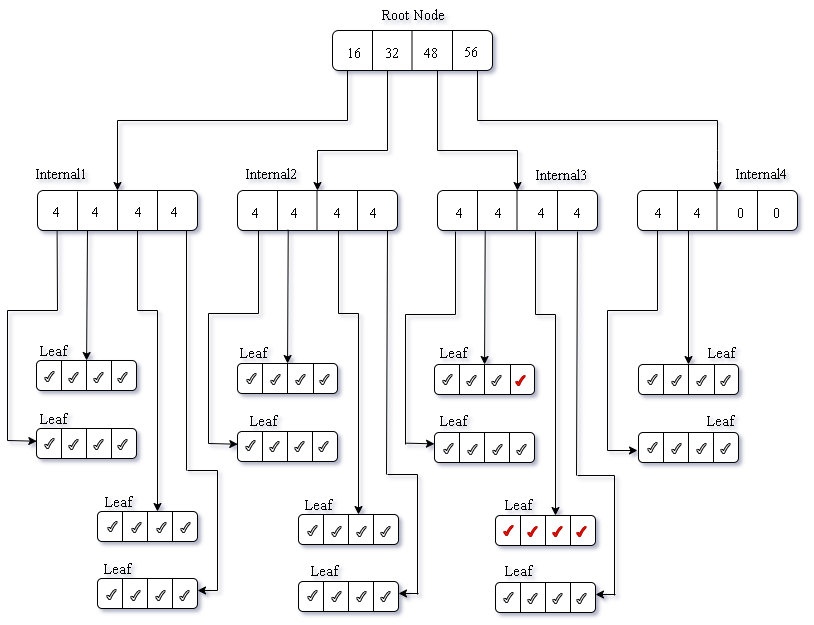 Root Node
16 32 48 56
Internal1
Internal2
Internal3
Internal4
4 4 4 4
4 4 4 4
4 4 4 4
4 4 0 0
Leaf
Leaf
Leaf
Leaf
Leaf
Leaf
Leaf
Leaf
Leaf
Leaf
Leaf
Leaf
Leaf
Leaf